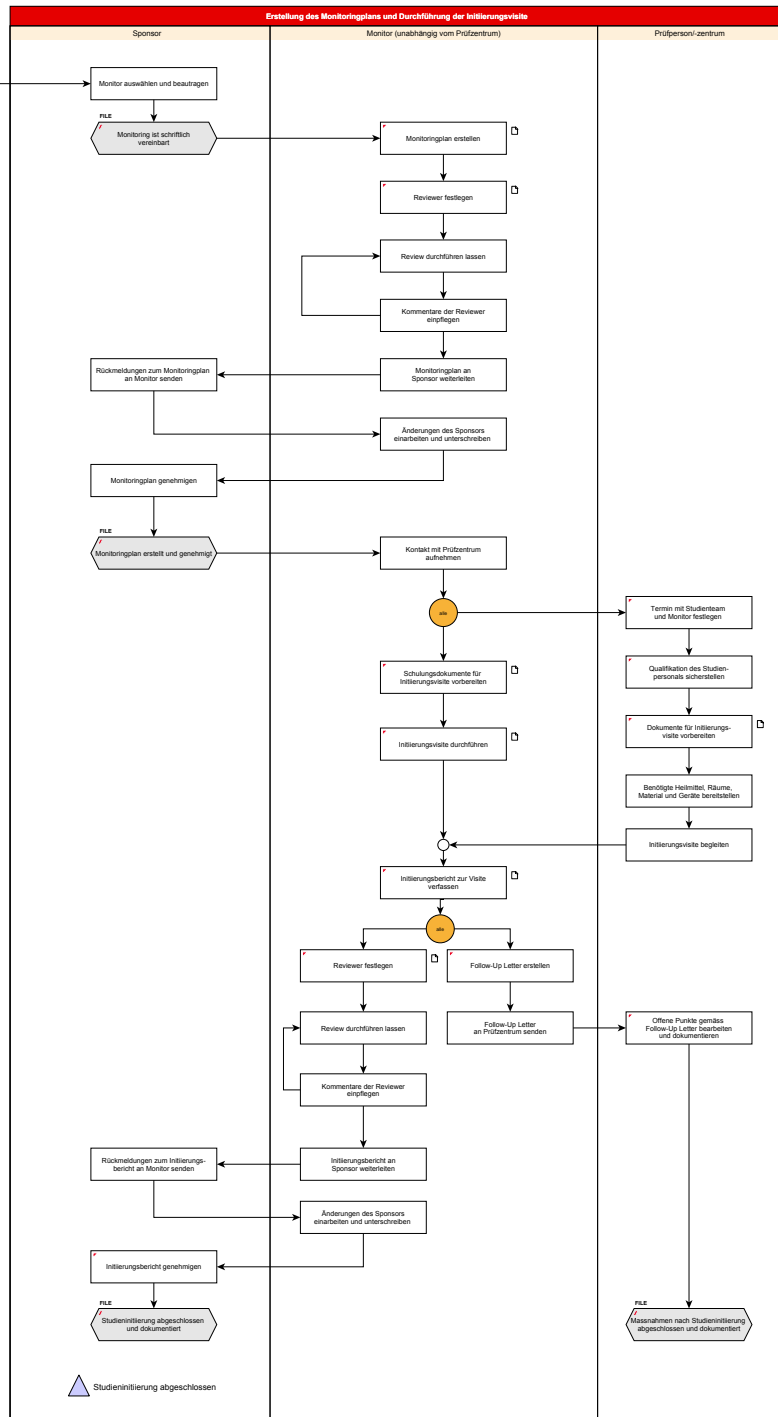 Erstellung des Monitoringplans und Durchführung der Initiierungsvisite
Sponsor
Monitor (unabhängig vom Prüfzentrum)
Prüfperson/-zentrum
Monitor auswählen und beautragen
FILE
Monitoring ist schriftlich
vereinbart
Monitoringplan erstellen
Reviewer festlegen
Review durchführen lassen
Kommentare der Reviewer
einpflegen
Rückmeldungen zum Monitoringplan
an Monitor senden
Monitoringplan an
Sponsor weiterleiten
Änderungen des Sponsors
einarbeiten und unterschreiben
Monitoringplan genehmigen
FILE
Monitoringplan erstellt und genehmigt
Kontakt mit Prüfzentrum
aufnehmen
alle
Termin mit Studienteam
und Monitor festlegen
Schulungsdokumente für
Initiierungsvisite vorbereiten
Qualifikation des Studien-
personals sicherstellen
Initiierungsvisite durchführen
Dokumente für Initiierungs-
visite vorbereiten
Benötigte Heilmittel, Räume,
Material und Geräte bereitstellen
Initiierungsvisite begleiten
Initiierungsbericht zur Visite
verfassen
alle
Reviewer festlegen
Follow-Up Letter erstellen
Review durchführen lassen
Follow-Up Letter
an Prüfzentrum senden
Offene Punkte gemäss
Follow-Up Letter bearbeiten
und dokumentieren
Kommentare der Reviewer
einpflegen
Rückmeldungen zum Initiierungs-
bericht an Monitor senden
Initiierungsbericht an
Sponsor weiterleiten
Änderungen des Sponsors
einarbeiten und unterschreiben
Initiierungsbericht genehmigen
FILE
Studieninitiierung abgeschlossen
und dokumentiert
FILE
Massnahmen nach Studieninitiierung
abgeschlossen und dokumentiert
Studieninitiierung abgeschlossen